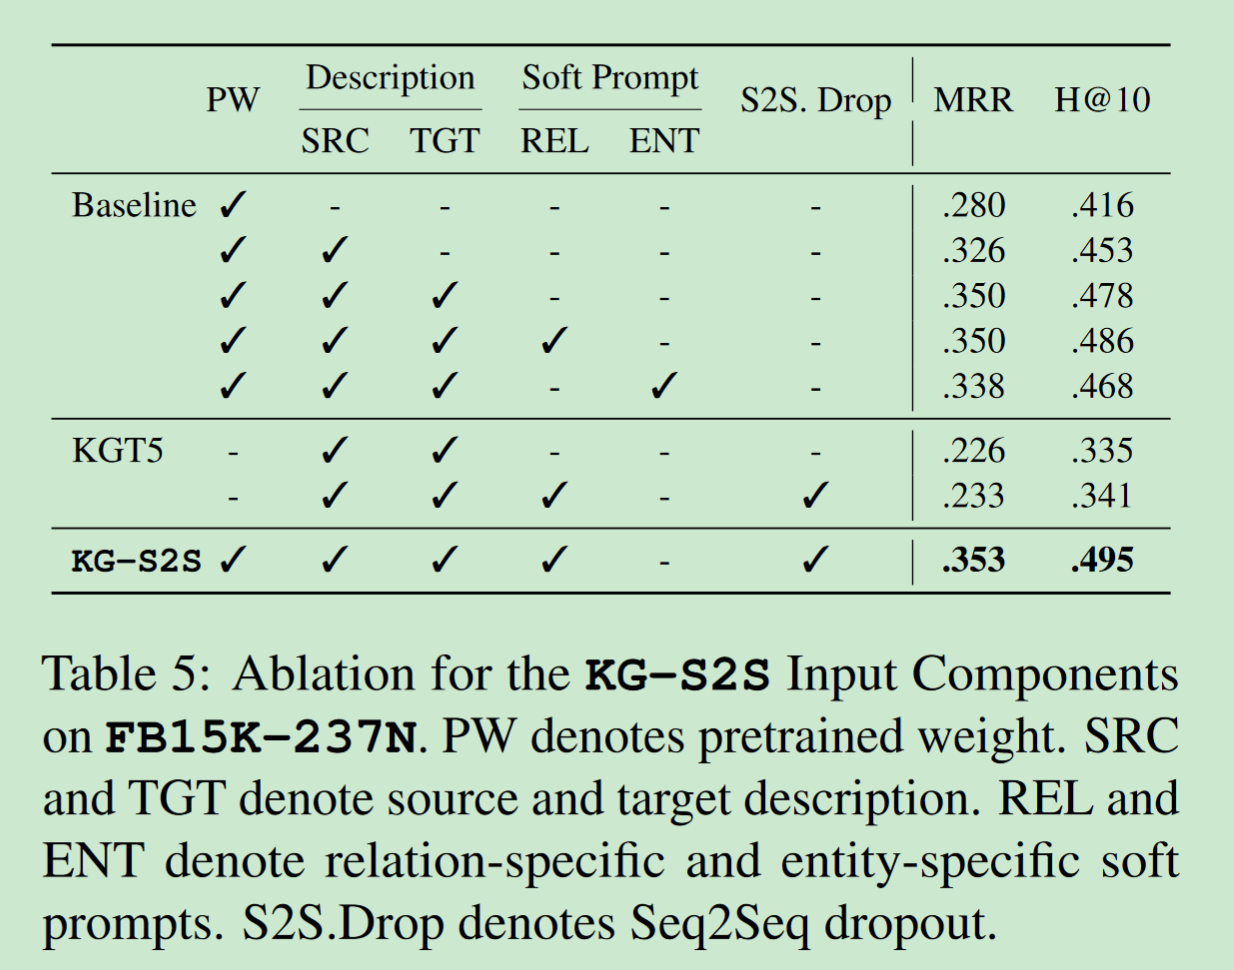 PW Description Soft Prompt S2S. Drop MRR H@10
SRC TGT REL ENT
Baseline ✓ - - - - - .280 .416
✓ ✓ - - - - .326 .453
✓ ✓ ✓ - - - .350 .478
✓ ✓ ✓ ✓ - - .350 .486
✓ ✓ ✓ - ✓ - .338 .468
KGT5 - ✓ ✓ - - - .226 .335
- ✓ ✓ ✓ - ✓ .233 .341
KG-S2S ✓ ✓ ✓ ✓ - ✓ .353 .495
Table 5: Ablation for the KG-S2S Input Components
on FB15K-237N. PW denotes pretrained weight. SRC
and TGT denote source and target description. REL and
ENT denote relation-specific and entity-specific soft
prompts. S2S.Drop denotes Seq2Seq dropout.